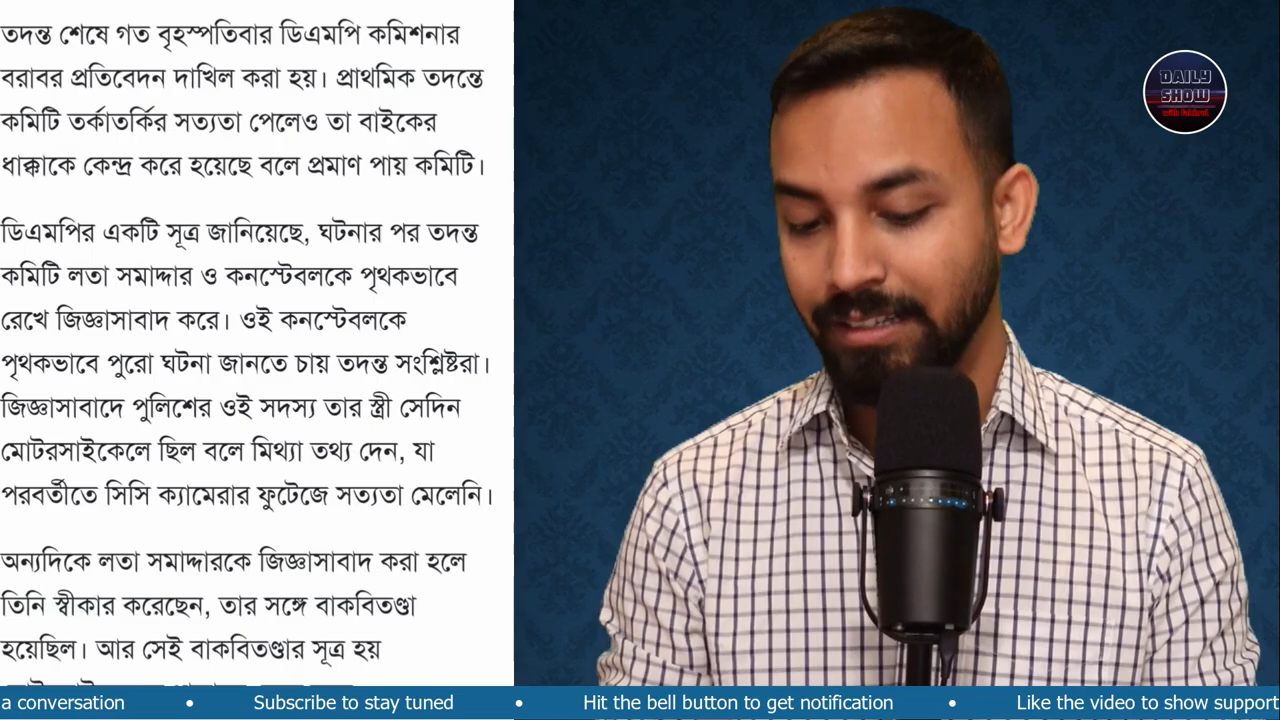 তদন্ত শেষে গত বৃহস্পতিবার ডিএমপি কমিশনার
বরাবর প্রতিবেদন দাখিল করা হয়। প্রাথমিক তদন্তে
কমিটি তর্কাতর্কির সত্যতা পেলেও তা বাইকের
ধাক্কাকে কেন্দ্র করে হয়েছে বলে প্রমাণ পায় কমিটি।
ডিএমপির একটি সূত্র জানিয়েছে, ঘটনার পর তদন্ত
কমিটি লতা সমাদ্দার ও কনস্টেবলকে পৃথকভাবে
রেখে জিজ্ঞাসাবাদ করে। ওই কনস্টেবলকে
পৃথকভাবে পুরো ঘটনা জানতে চায় তদন্ত সংশ্লিষ্টরা।
জিজ্ঞাসাবাদে পুলিশের ওই সদস্য তার স্ত্রী সেদিন
মোটরসাইকেলে ছিল বলে মিথ্যা তথ্য দেন, যা
পরবর্তীতে সিসি ক্যামেরার ফুটেজে সত্যতা মেলেনি।
অন্যদিকে লতা সমাদ্দারকে জিজ্ঞাসাবাদ করা হলে
তিনি স্বীকার করেছেন, তার সঙ্গে বাকবিতণ্ডা
হয়েছিল। আর সেই বাকবিতণ্ডার সূত্র হয়
DAILY
SHOW
a conversation • Subscribe to stay tuned • Hit the bell button to get notification • Like the video to show support